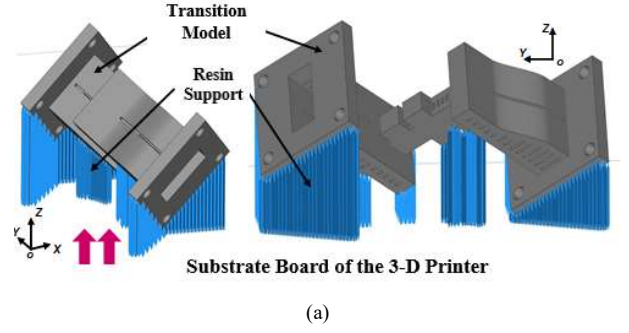 Transition
Model
Resin
Support
Z
Y
o
Z
Y
X
o
Substrate Board of the 3-D Printer
(a)